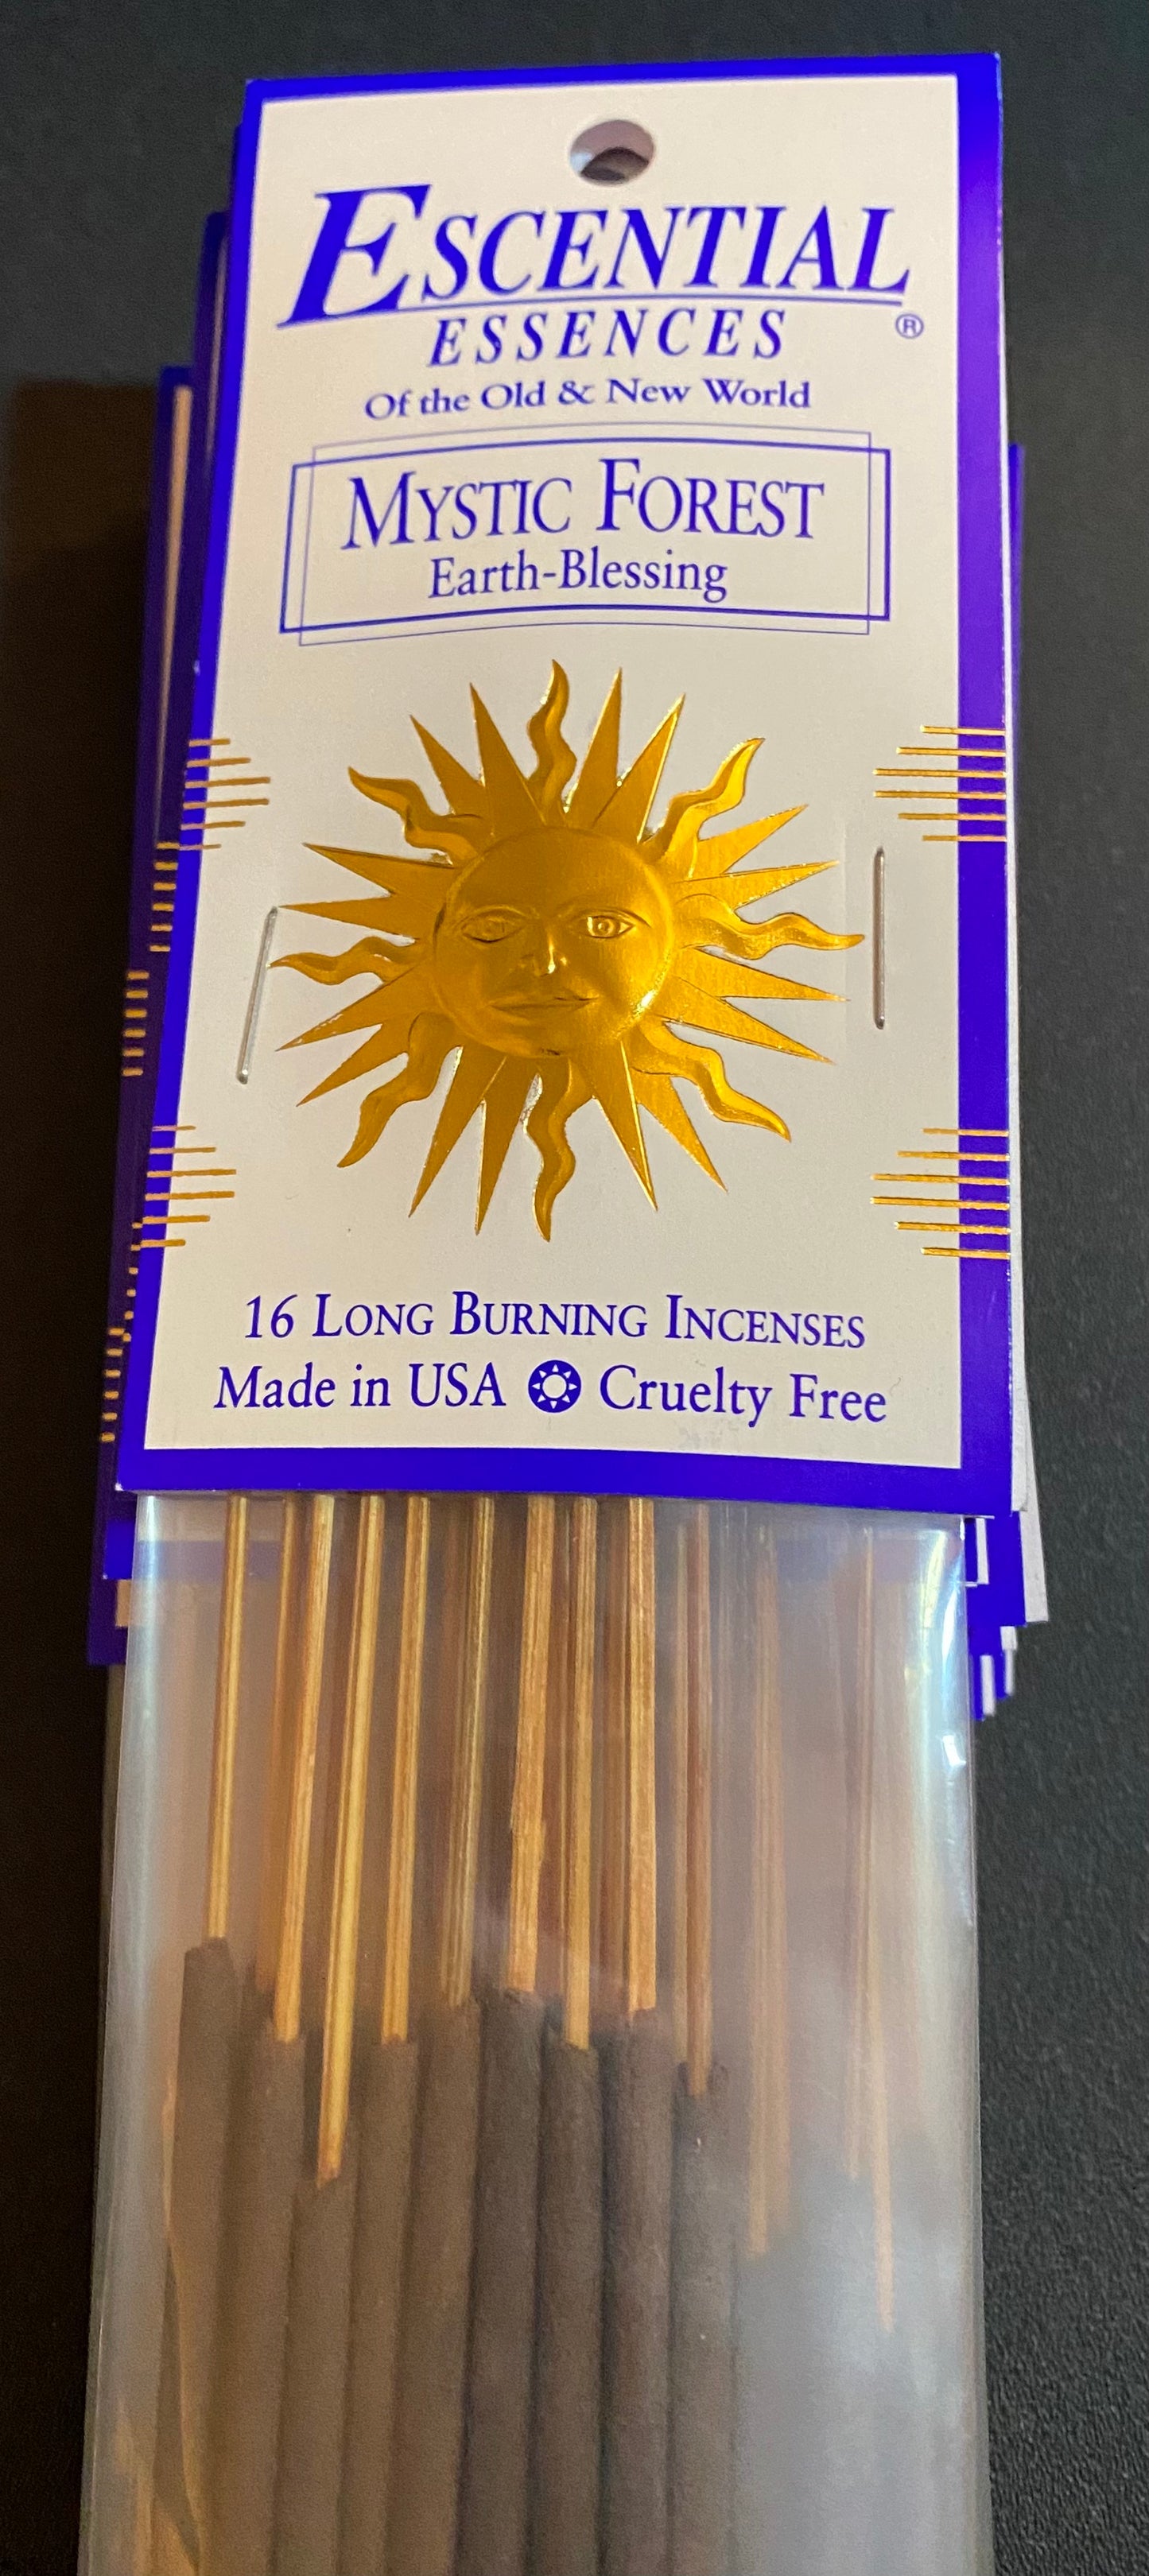 ESCENTIAL
ESSENCES ®
Of the Old & New World
MYSTIC FOREST
Earth-Blessing
16 LONG BURNING INCENSES
Made in USA Cruelty Free